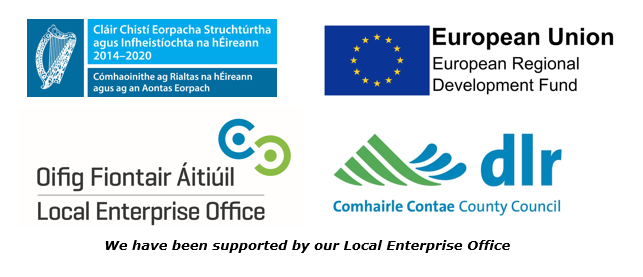 Cláir Chistí Eorpacha Struchtúrtha
agus Infheistíochta na hÉireann
2014–2020
Cómhaoinithe ag Rialtas na hÉireann
agus ag an Aontas Eorpach
European Union
European Regional
Development Fund
Oifig Fiontair Áitiúil
Local Enterprise Office
dlr
Comhairle Contae County Council
We have been supported by our Local Enterprise Office